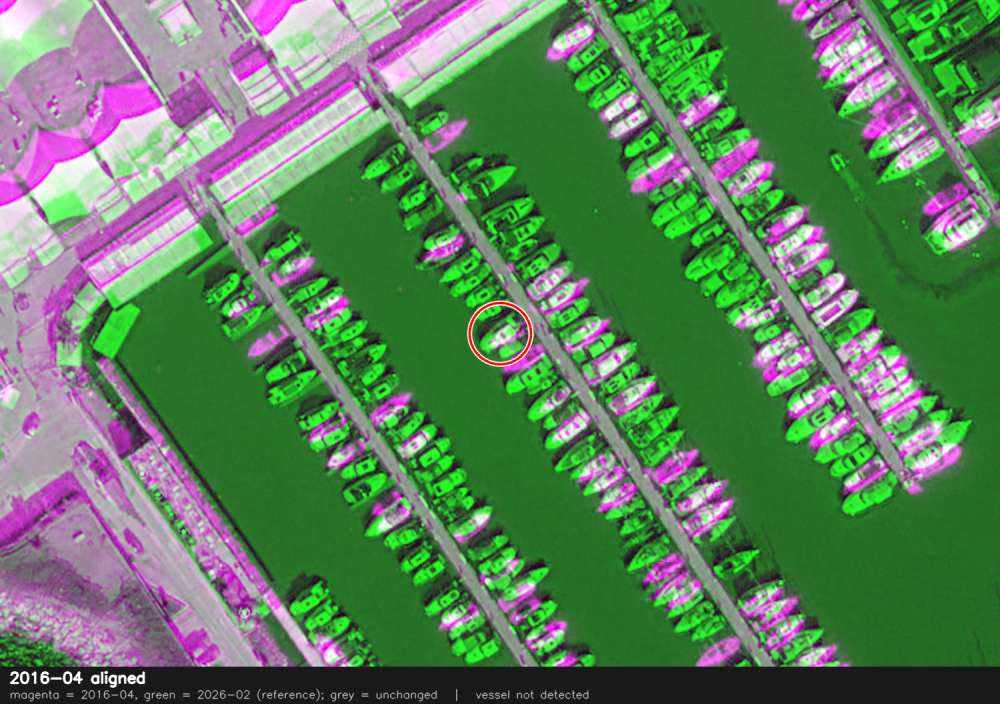 2016-04 aligned
magenta = 2016-04, green = 2026-02 (reference); grey = unchanged | vessel not detected